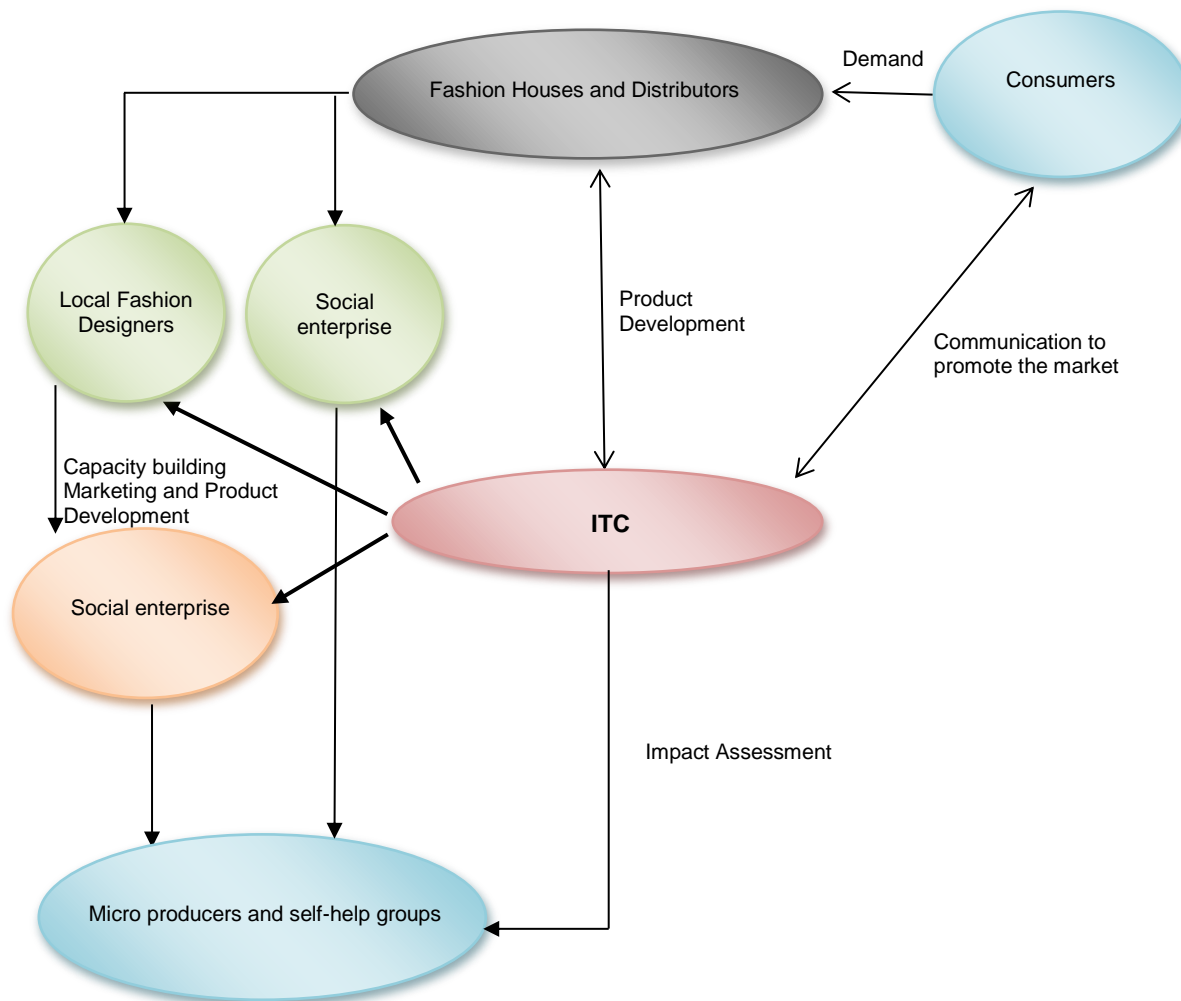 Demand
Fashion Houses and Distributors
Consumers
Local Fashion
Designers
Social
enterprise
Product
Development
Communication to
promote the market
Capacity building
Marketing and Product
Development
ITC
Social enterprise
Impact Assessment
Micro producers and self-help groups